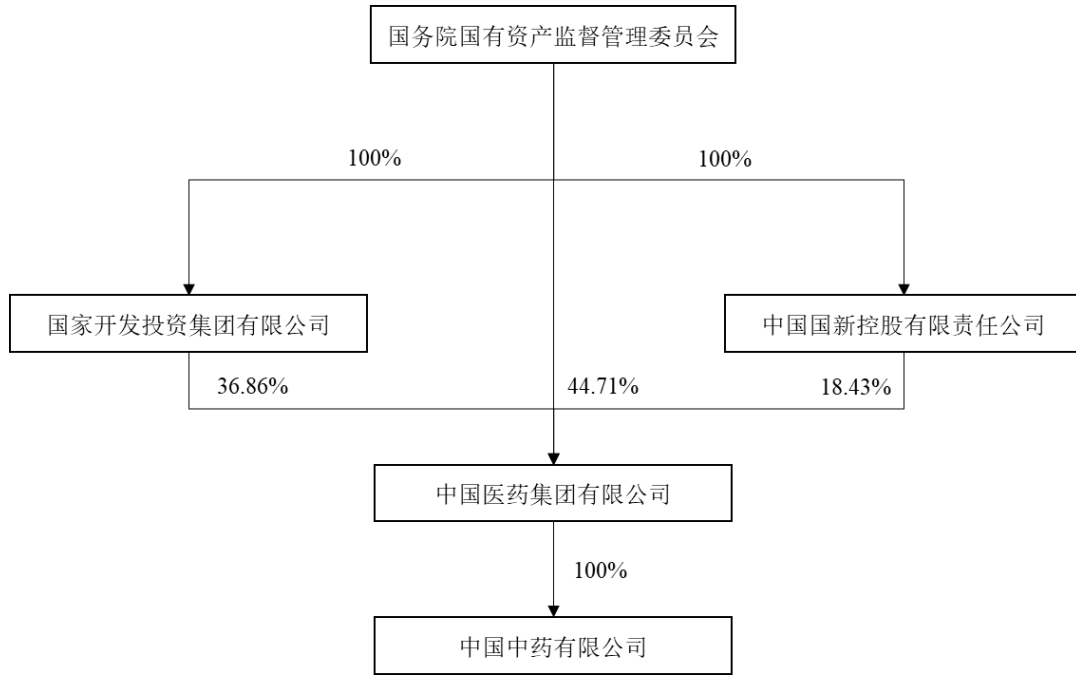 国务院国有资产监督管理委员会
100%
100%
国家开发投资集团有限公司
中国国新控股有限责任公司
36.86%
44.71%
18.43%
中国医药集团有限公司
100%
中国中药有限公司